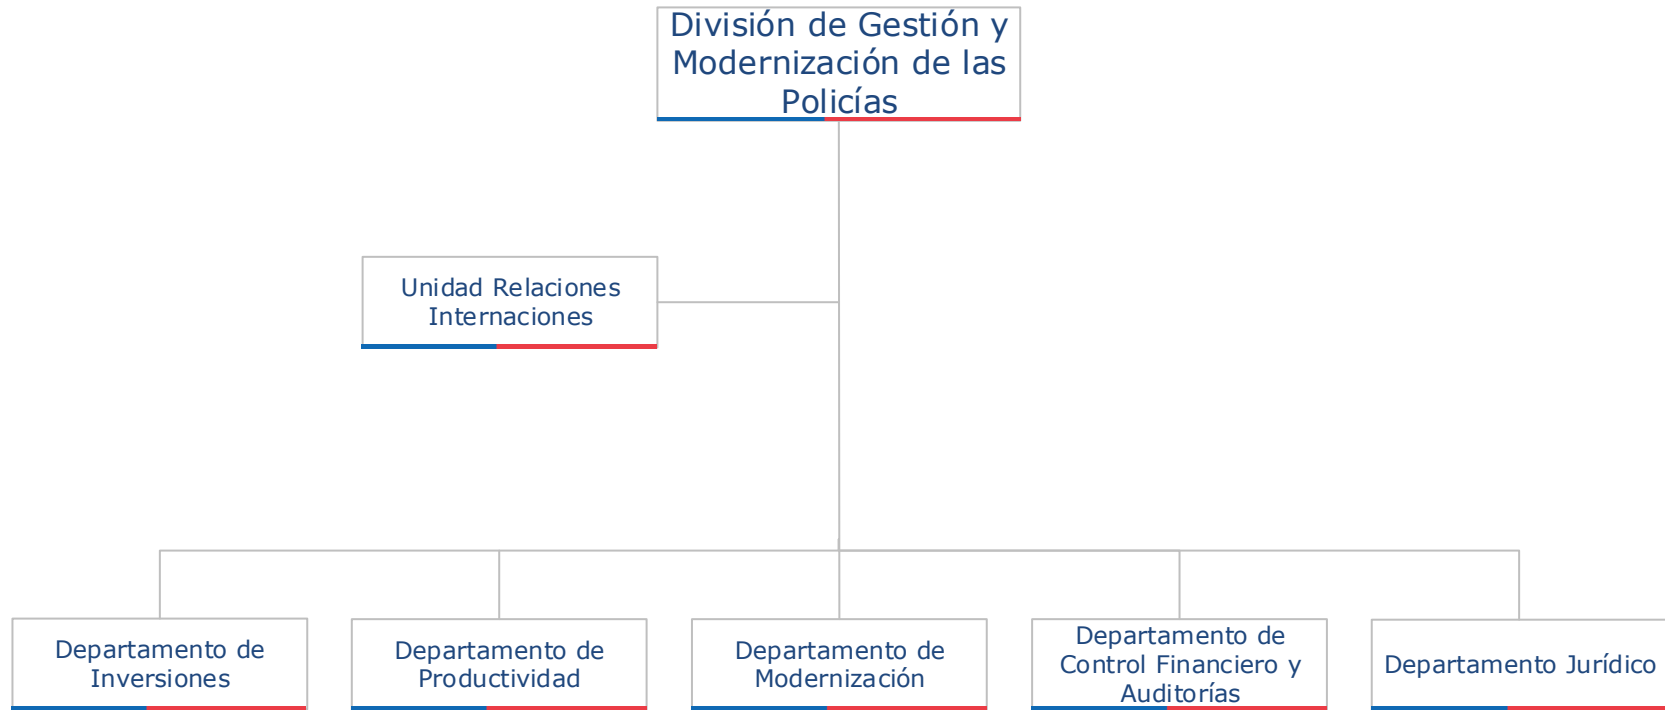 División de Gestión y
Modernización de las
Policías
Unidad Relaciones
Internaciones
Departamento de
Inversiones
Departamento de
Productividad
Departamento de
Modernización
Departamento de
Control Financiero y
Auditorías
Departamento Jurídico